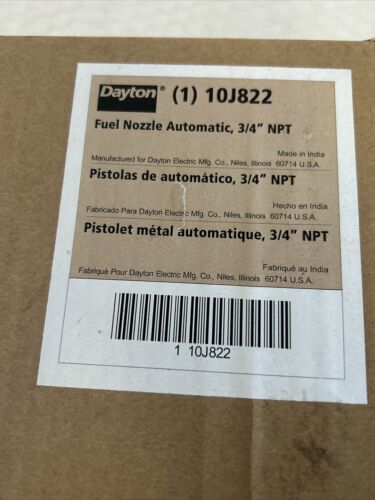 Dayton® (1) 10J822
Fuel Nozzle Automatic, 3/4” NPT
Made in India
Manufactured for Dayton Electric Mfg. Co., Niles, Illinois 60714 U.S.A.
Pistolas de automático, 3/4” NPT
Hecho en India
Fabricado Para Dayton Electric Mfg. Co., Niles, Illinois 60714 U.S.A.
Pistolet métal automatique, 3/4” NPT
Fabriqué au India
Fabriqué Pour Dayton Electric Mfg. Co., Niles, Illinois 60714 U.S.A.
1 10J822